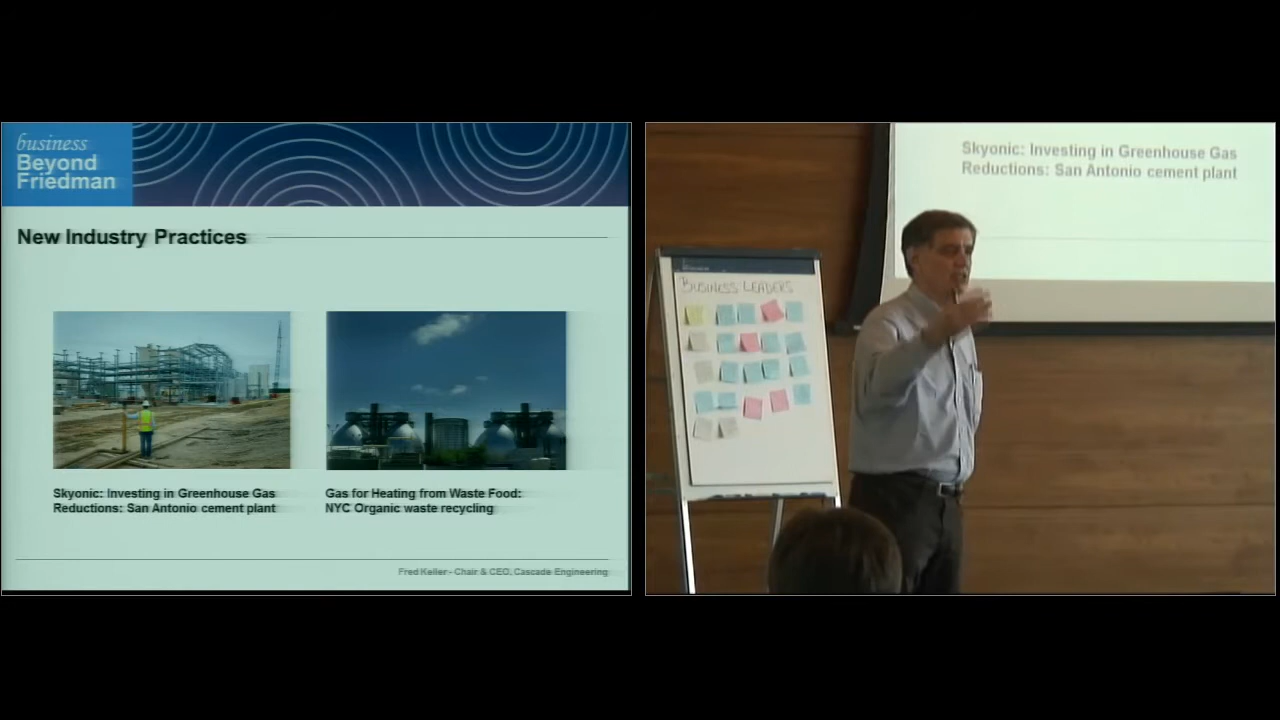 business
Beyond
Friedman
New Industry Practices
Skyonic: Investing in Greenhouse Gas
Reductions: San Antonio cement plant
Gas for Heating from Waste Food:
NYC Organic waste recycling
Fred Keller - Chair & CEO, Cascade Engineering
Skyonic: Investing in Greenhouse Gas
Reductions: San Antonio cement plant
BUSINESS LEADERS